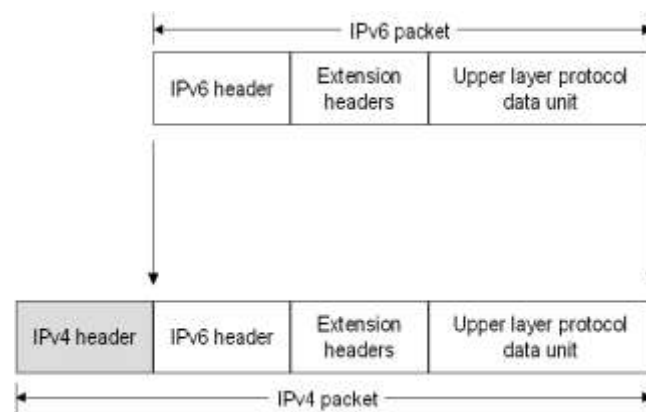 IPv6 packet
IPv6 header
Extension
headers
Upper layer protocol
data unit
IPv4 header
IPv6 header
Extension
headers
Upper layer protocol
data unit
IPv4 packet